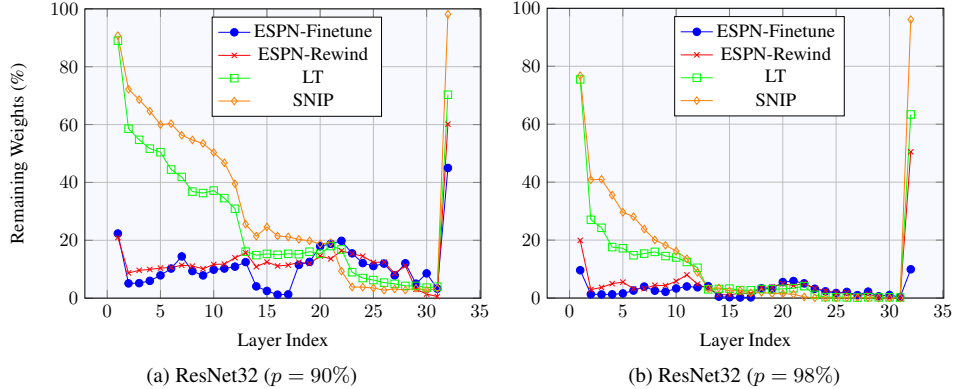 100
80
60
40
20
0
Remaining Weights (%)
ESPN-Finetune
ESPN-Rewind
LT
SNIP
0 5 10 15 20 25 30 35
Layer Index
(a) ResNet32 (p = 90%)
100
80
60
40
20
0
ESPN-Finetune
ESPN-Rewind
LT
SNIP
0 5 10 15 20 25 30 35
Layer Index
(b) ResNet32 (p = 98%)